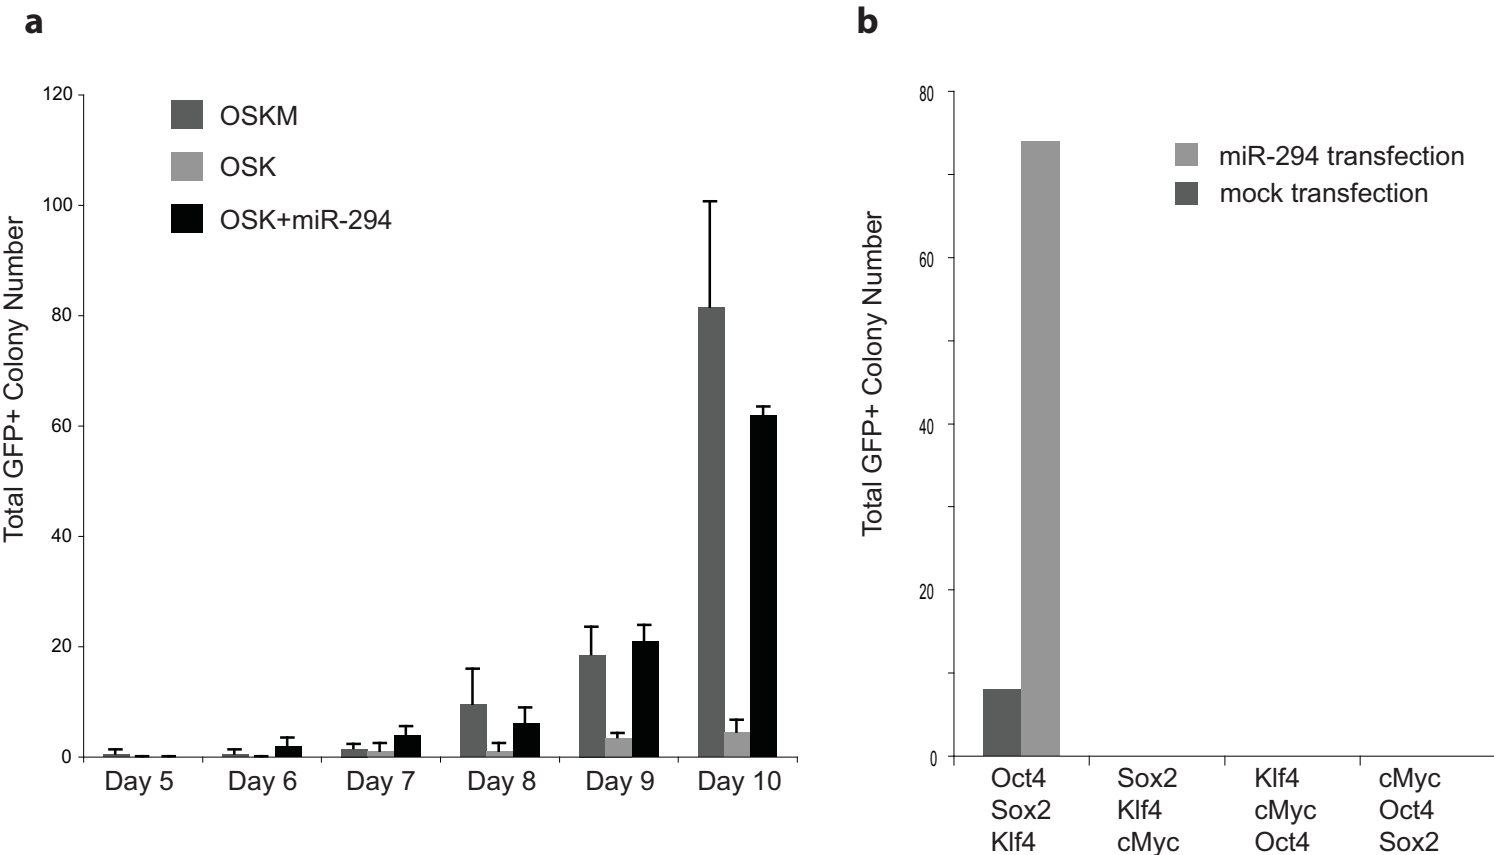 a
120
100
80
60
40
20
0
Total GFP+ Colony Number
OSKM
OSK
OSK+miR-294
Day 5 Day 6 Day 7 Day 8 Day 9 Day 10
b
80
60
40
20
0
Total GFP+ Colony Number
miR-294 transfection
mock transfection
Oct4 Sox2 Klf4 cMyc
Sox2 Klf4 cMyc Oct4
Klf4 cMyc Oct4 Sox2